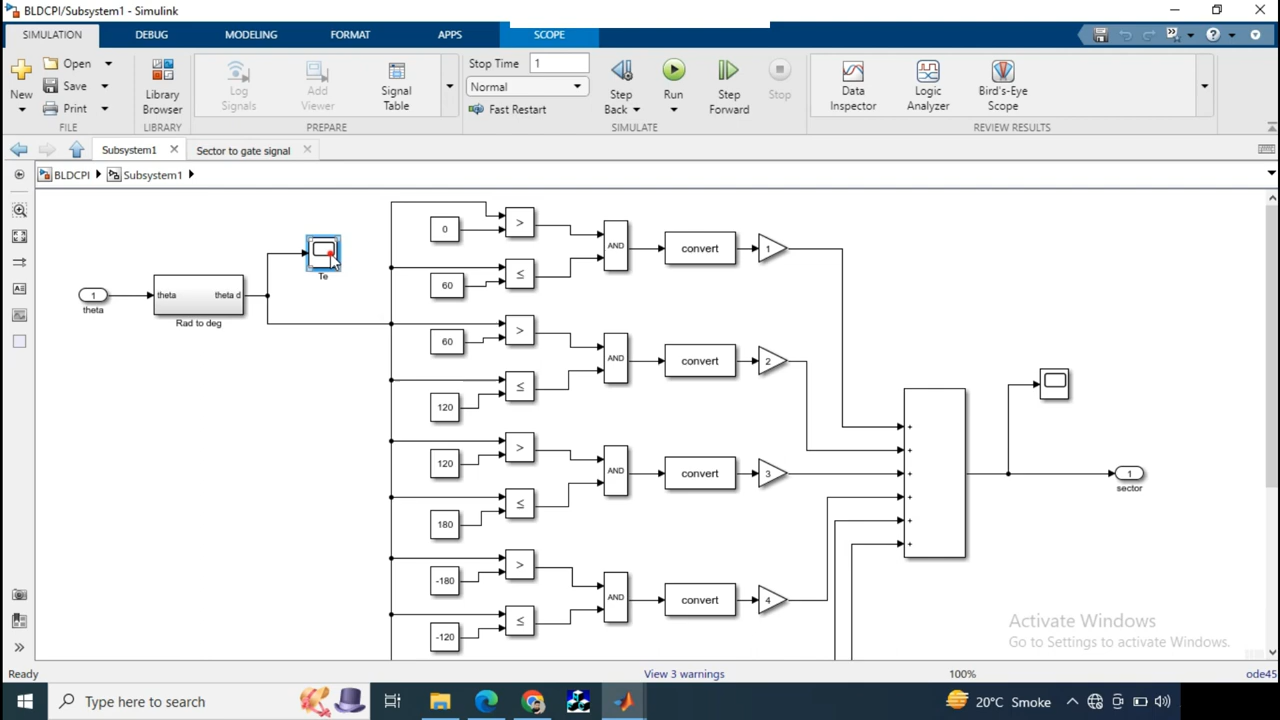 BLDCPI/Subsystem1 - Simulink
SIMULATION DEBUG MODELING FORMAT APPS SCOPE
New
Open
Save
Print
FILE
Library Browser
LIBRARY
Log Signals
Add Viewer
Signal Table
PREPARE
Stop Time 1
Normal
Fast Restart
Step Back
Run
Step Forward
Stop
SIMULATE
Data Inspector
Logic Analyzer
Bird's-Eye Scope
REVIEW RESULTS
Subsystem1
Sector to gate signal
BLDCPI
Subsystem1
1
theta
theta
theta d
Rad to deg
Te
0
>
60
≤
AND
convert
1
60
>
120
≤
AND
convert
2
120
>
180
≤
AND
convert
3
-180
>
-120
≤
AND
convert
4
+
+
+
+
+
+
1
sector
Activate Windows
Go to Settings to activate Windows.
Ready
View 3 warnings
100%
ode45
Type here to search
20°C Smoke